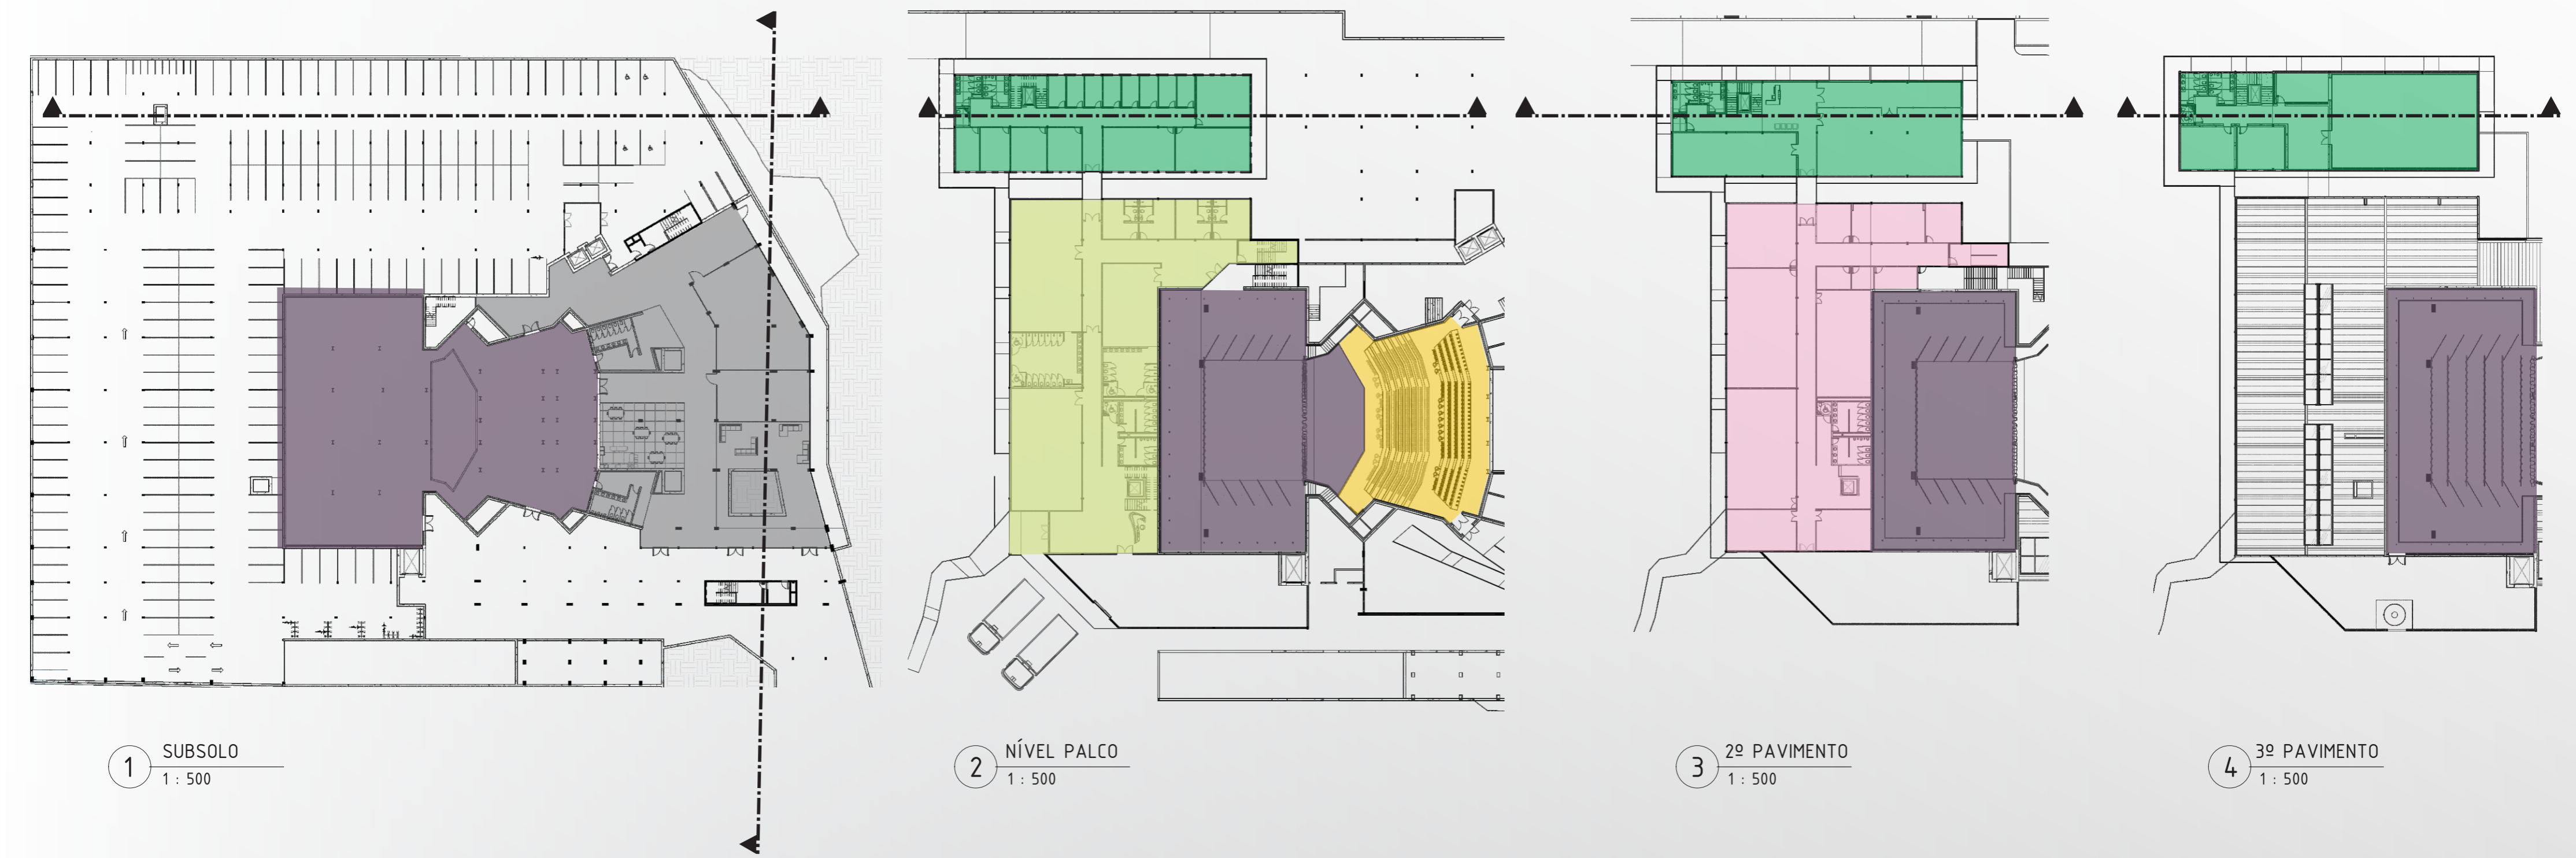 1 SUBSOLO
1 : 500
2 NÍVEL PALCO
1 : 500
3 2º PAVIMENTO
1 : 500
4 3º PAVIMENTO
1 : 500